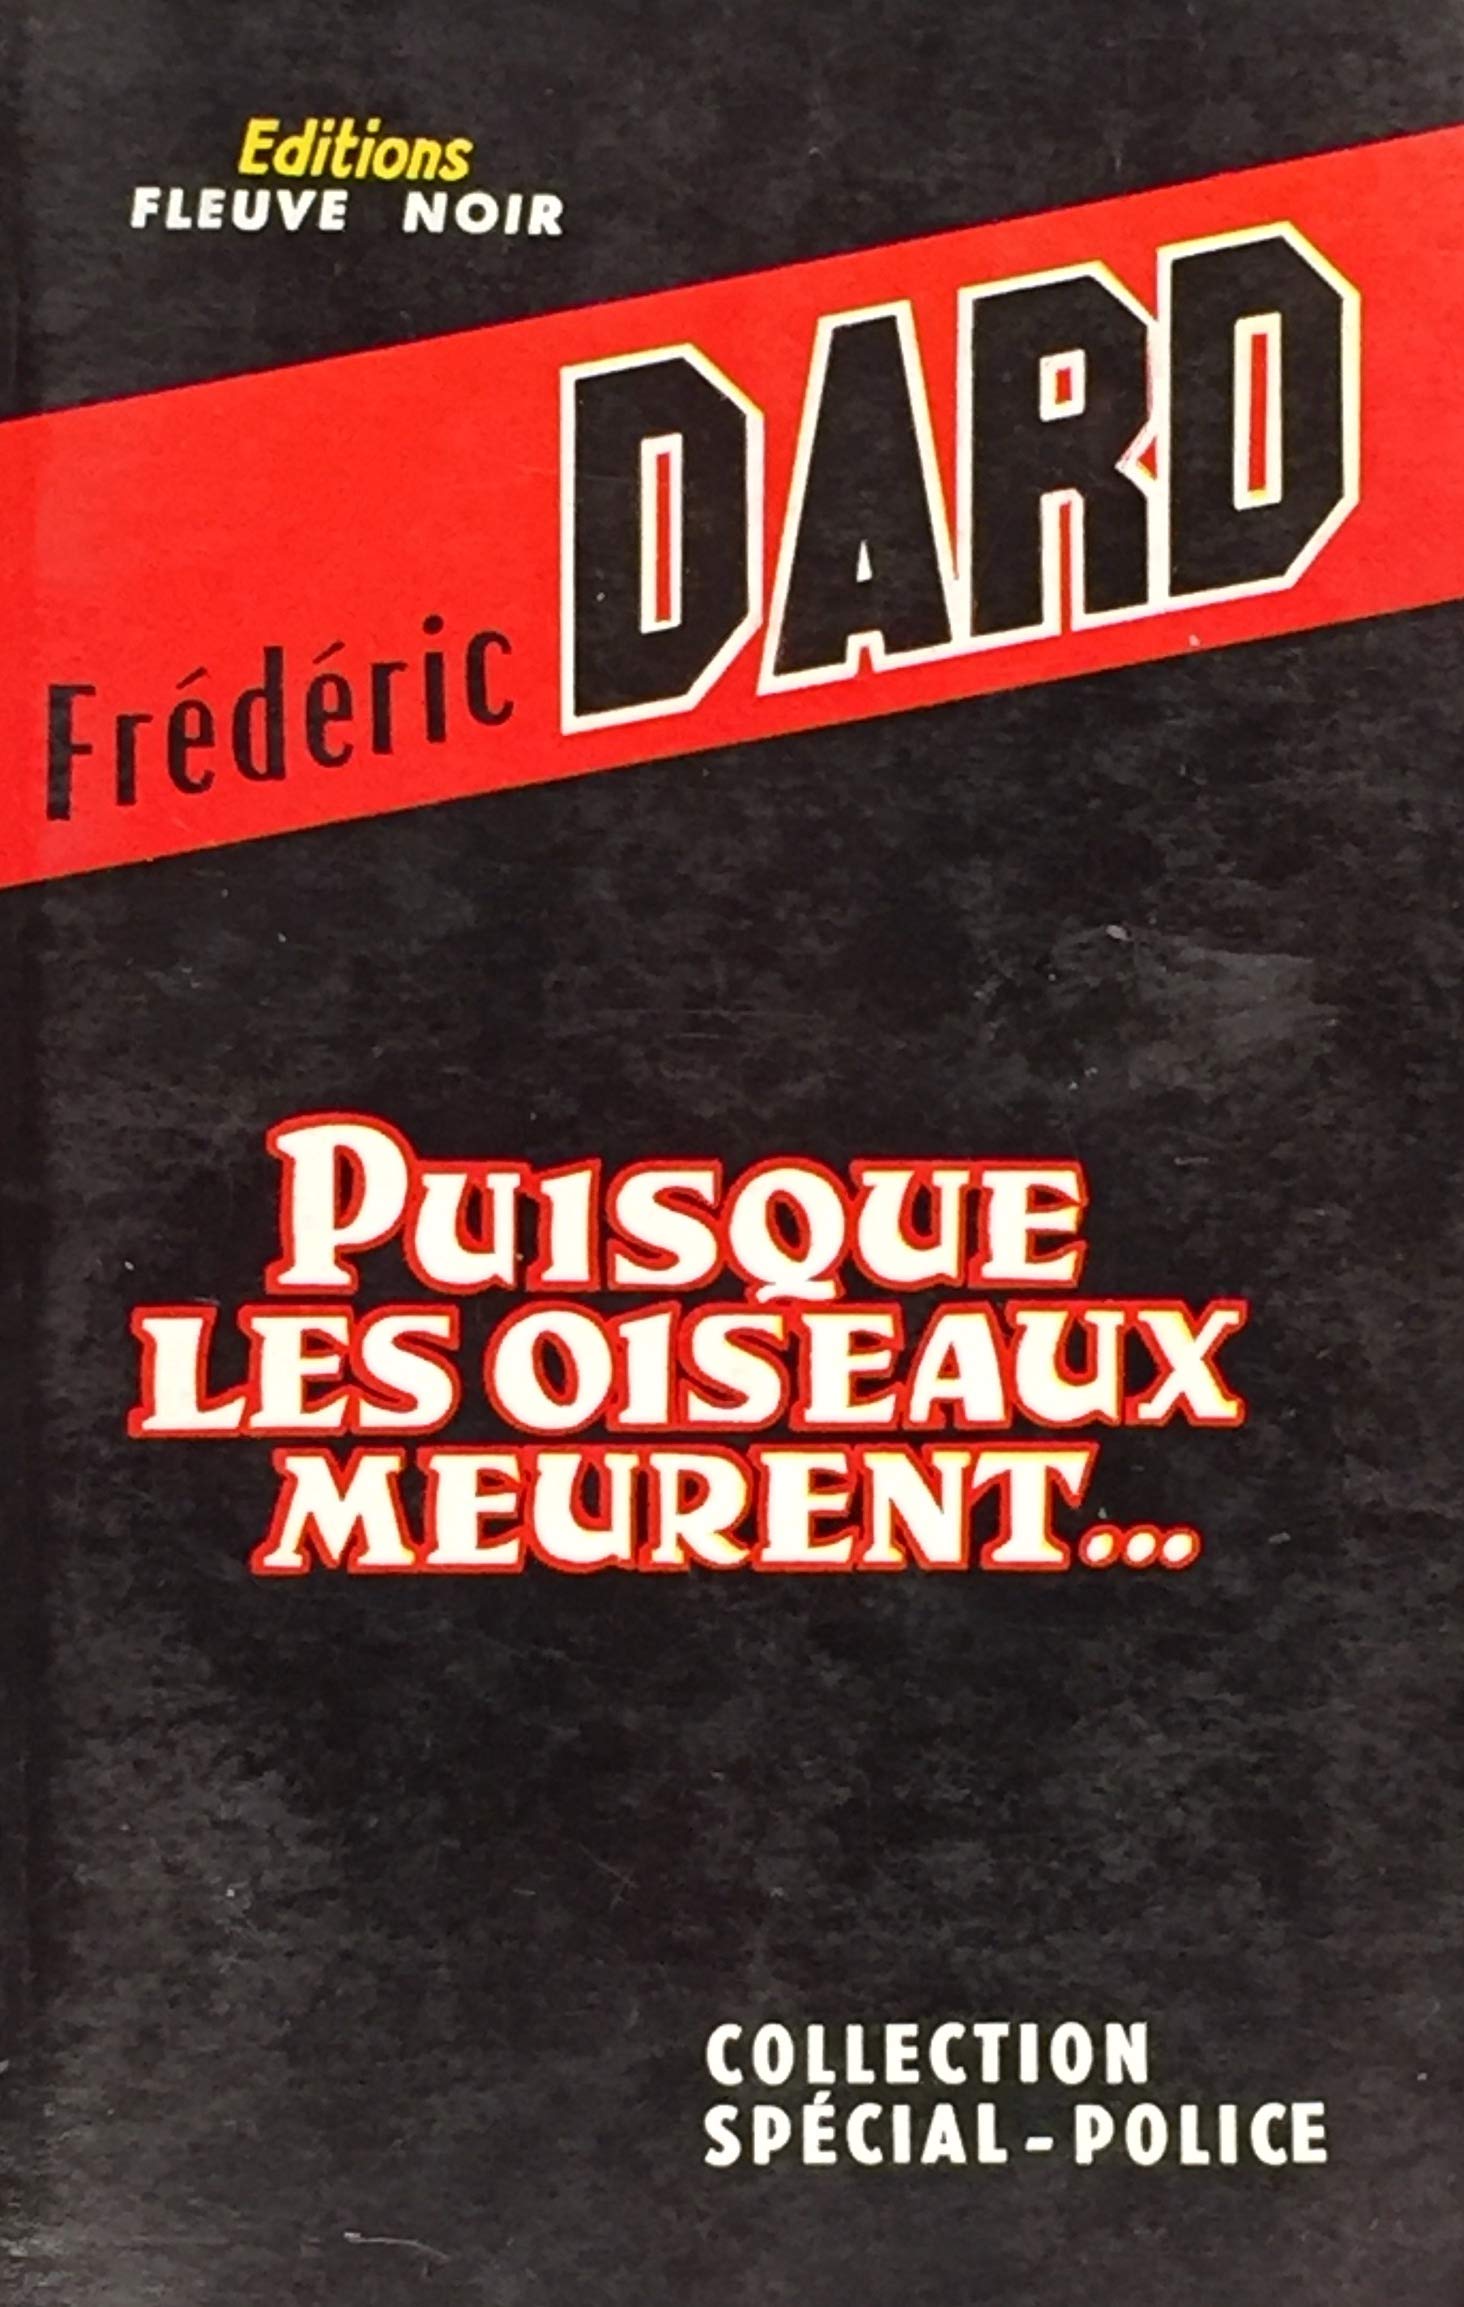 Editions
FLEUVE NOIR
Frédéric DARD
PUISQUE
LES OISEAUX
MEURENT...
COLLECTION
SPÉCIAL-POLICE